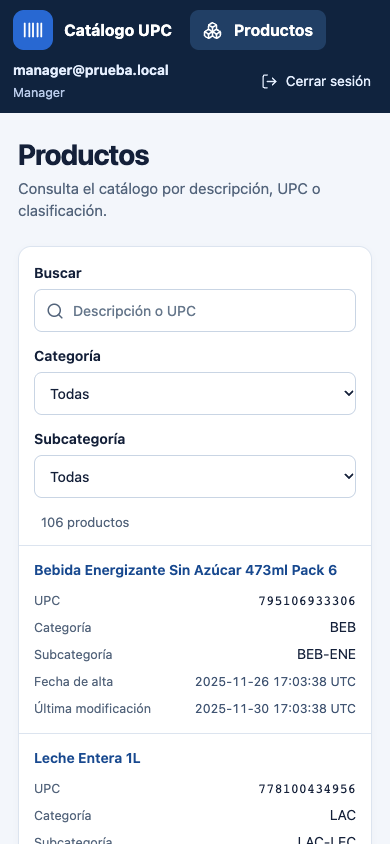 Catálogo UPC
Productos
manager@prueba.local
Manager
Cerrar sesión
Productos
Consulta el catálogo por descripción, UPC o
clasificación.
Buscar
Descripción o UPC
Categoría
Todas
Subcategoría
Todas
106 productos
Bebida Energizante Sin Azúcar 473ml Pack 6
UPC 795106933306
Categoría BEB
Subcategoría BEB-ENE
Fecha de alta 2025-11-26 17:03:38 UTC
Última modificación 2025-11-30 17:03:38 UTC
Leche Entera 1L
UPC 778100434956
Categoría LAC
Subcategoría LAC-LEC